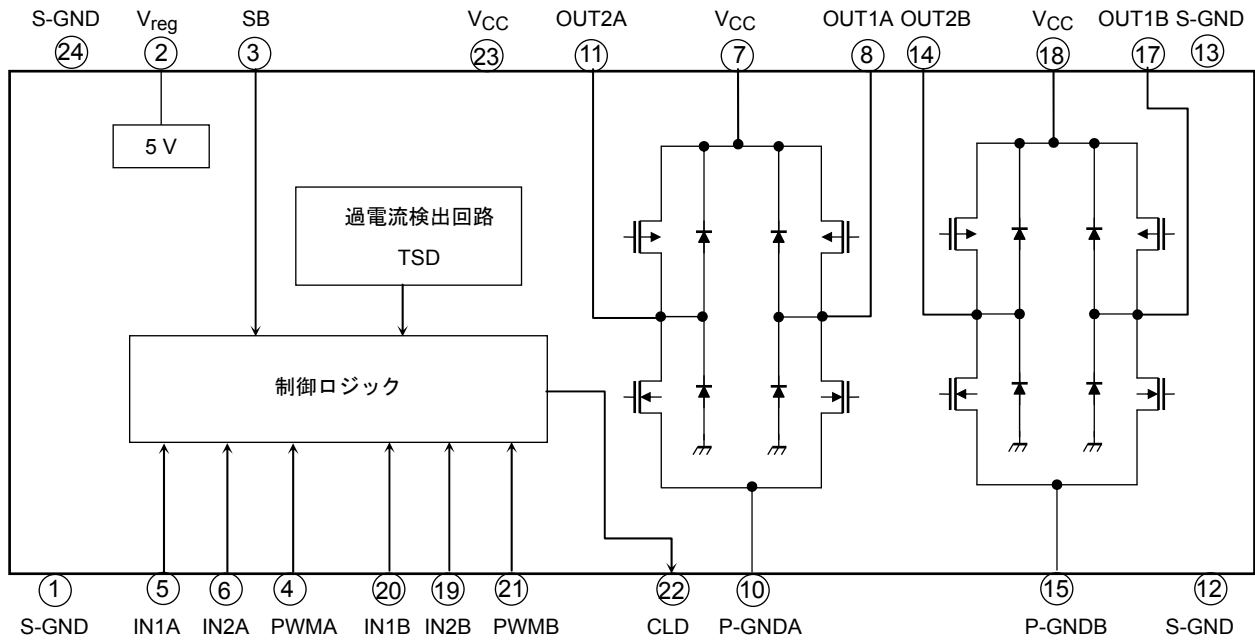 S-GND Vreg SB VCC OUT2A VCC OUT1A OUT2B VCC OUT1B S-GND
24 2 3 23 11 7 8 14 18 17 13
5 V
過電流検出回路
TSD
制御ロジック
1 5 6 4 20 19 21 22 10 15 12
S-GND IN1A IN2A PWMA IN1B IN2B PWMB CLD P-GNDA P-GNDB S-GND